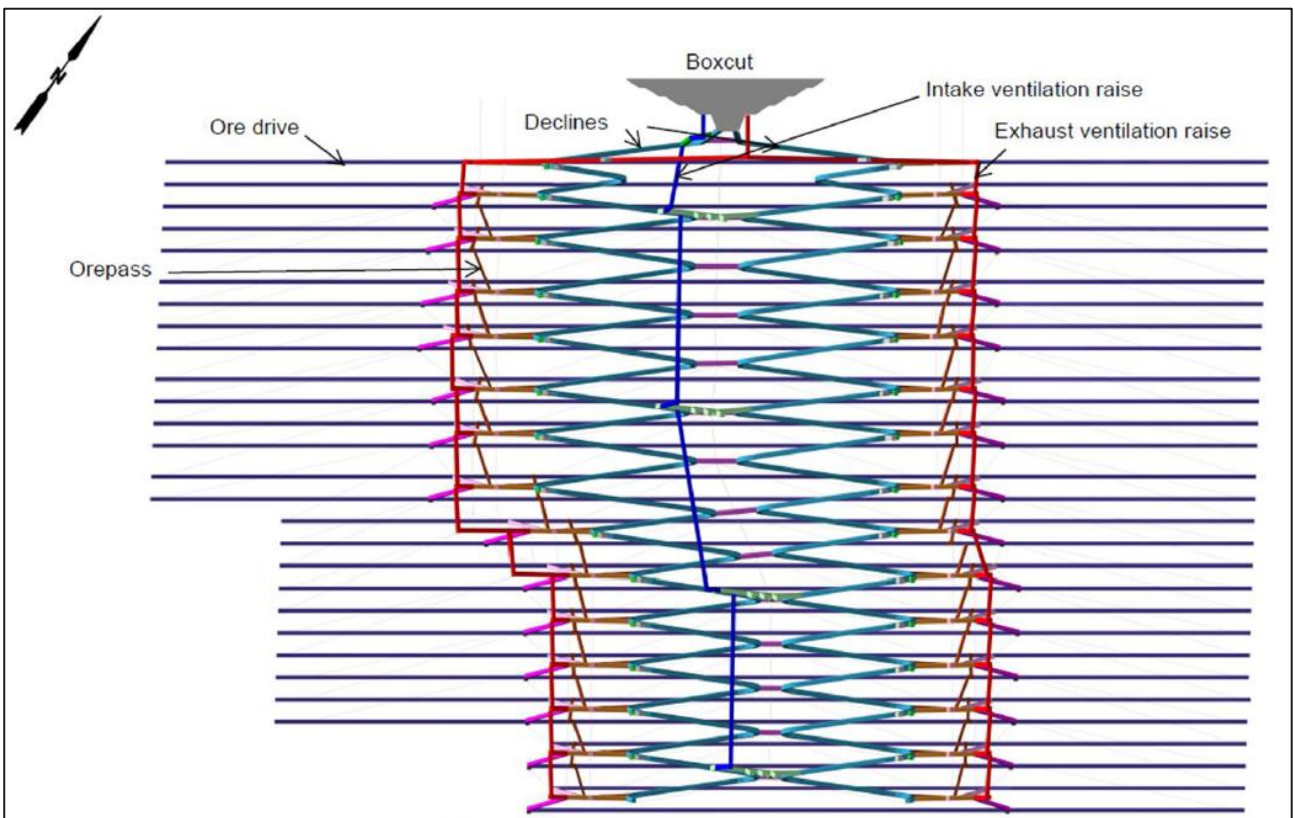 N
Boxcut
Intake ventilation raise
Declines
Ore drive
Exhaust ventilation raise
Orepass